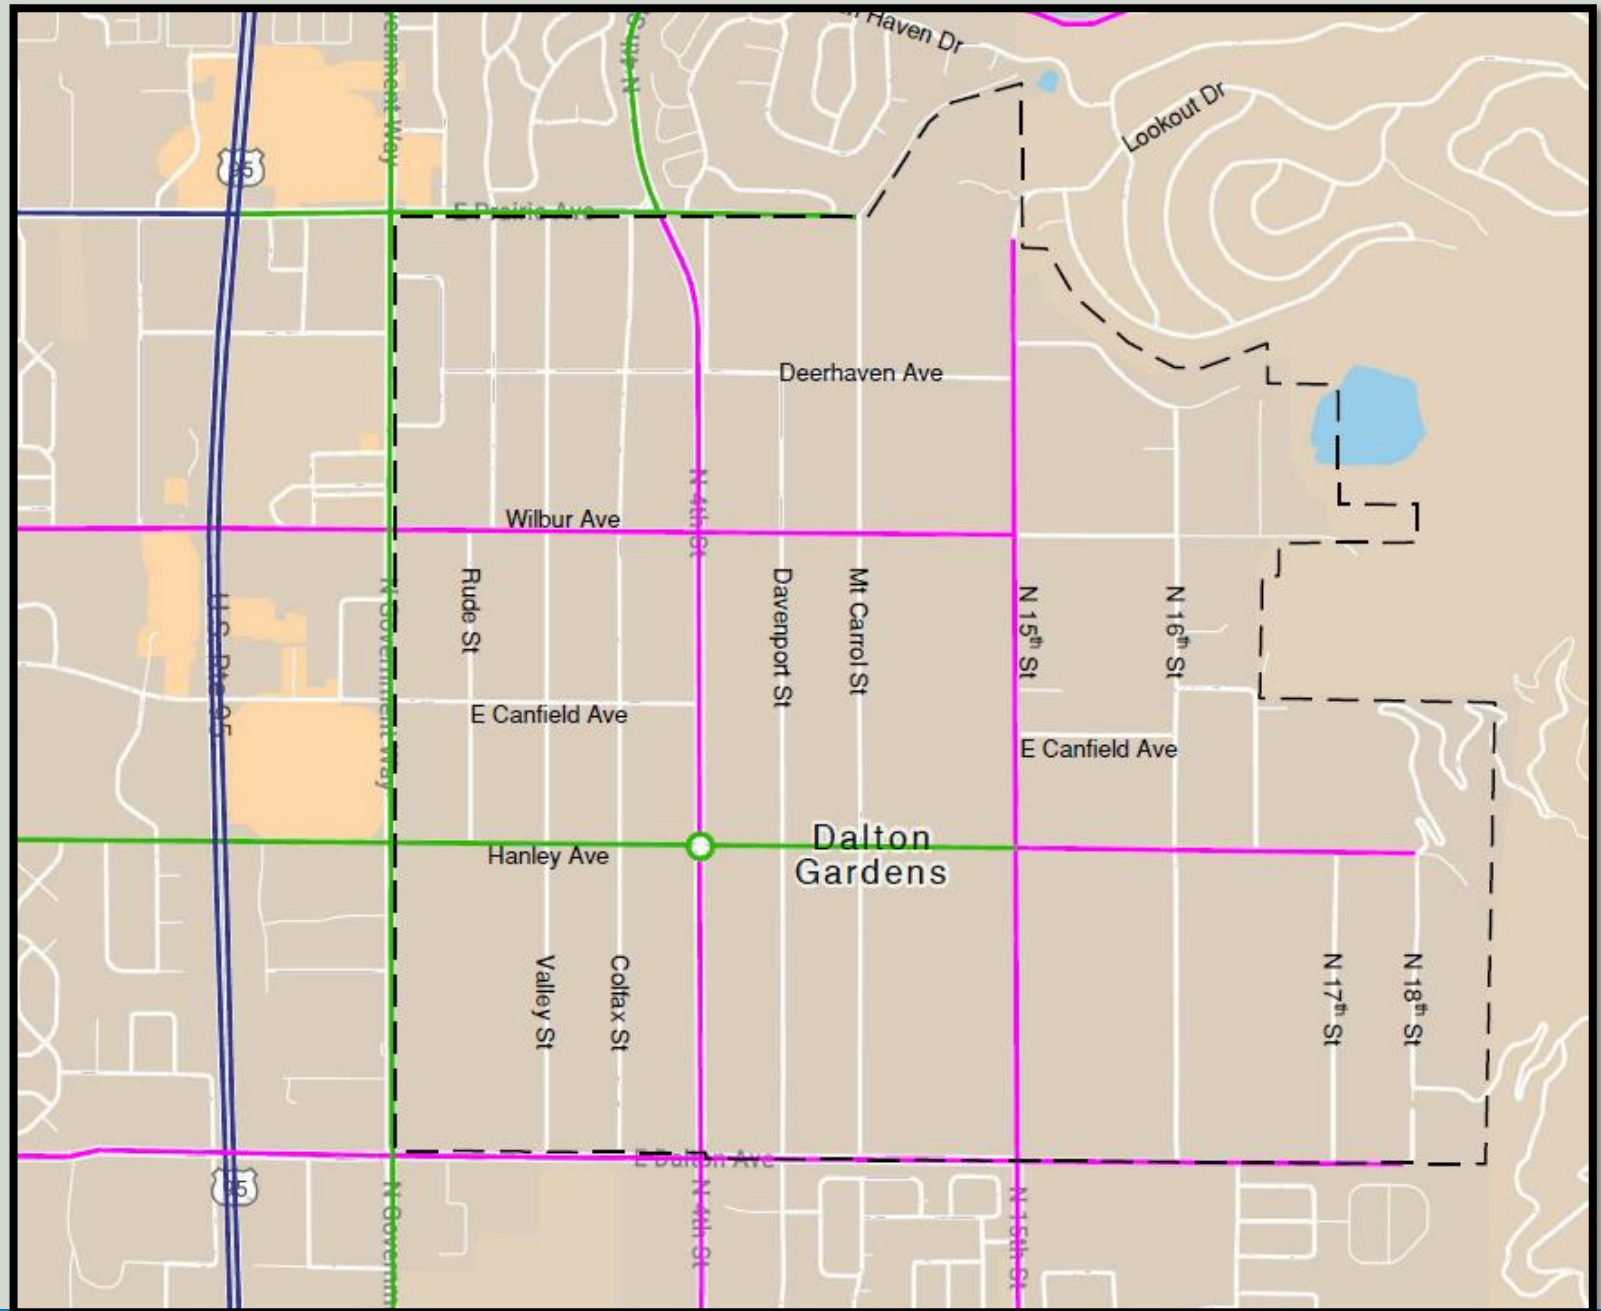 Haven Dr
Lookout Dr
95
E Prairie Ave
Deerhaven Ave
N 4th St
Wilbur Ave
Rude St
N Government Way
U.S. Rte 95
Davenport St
Mt Carrol St
N 15th St
N 16th St
E Canfield Ave
E Canfield Ave
Dalton
Gardens
Hanley Ave
Valley St
Colfax St
N 17th St
N 18th St
E Dalton Ave
95
N 4th St
N 15th St